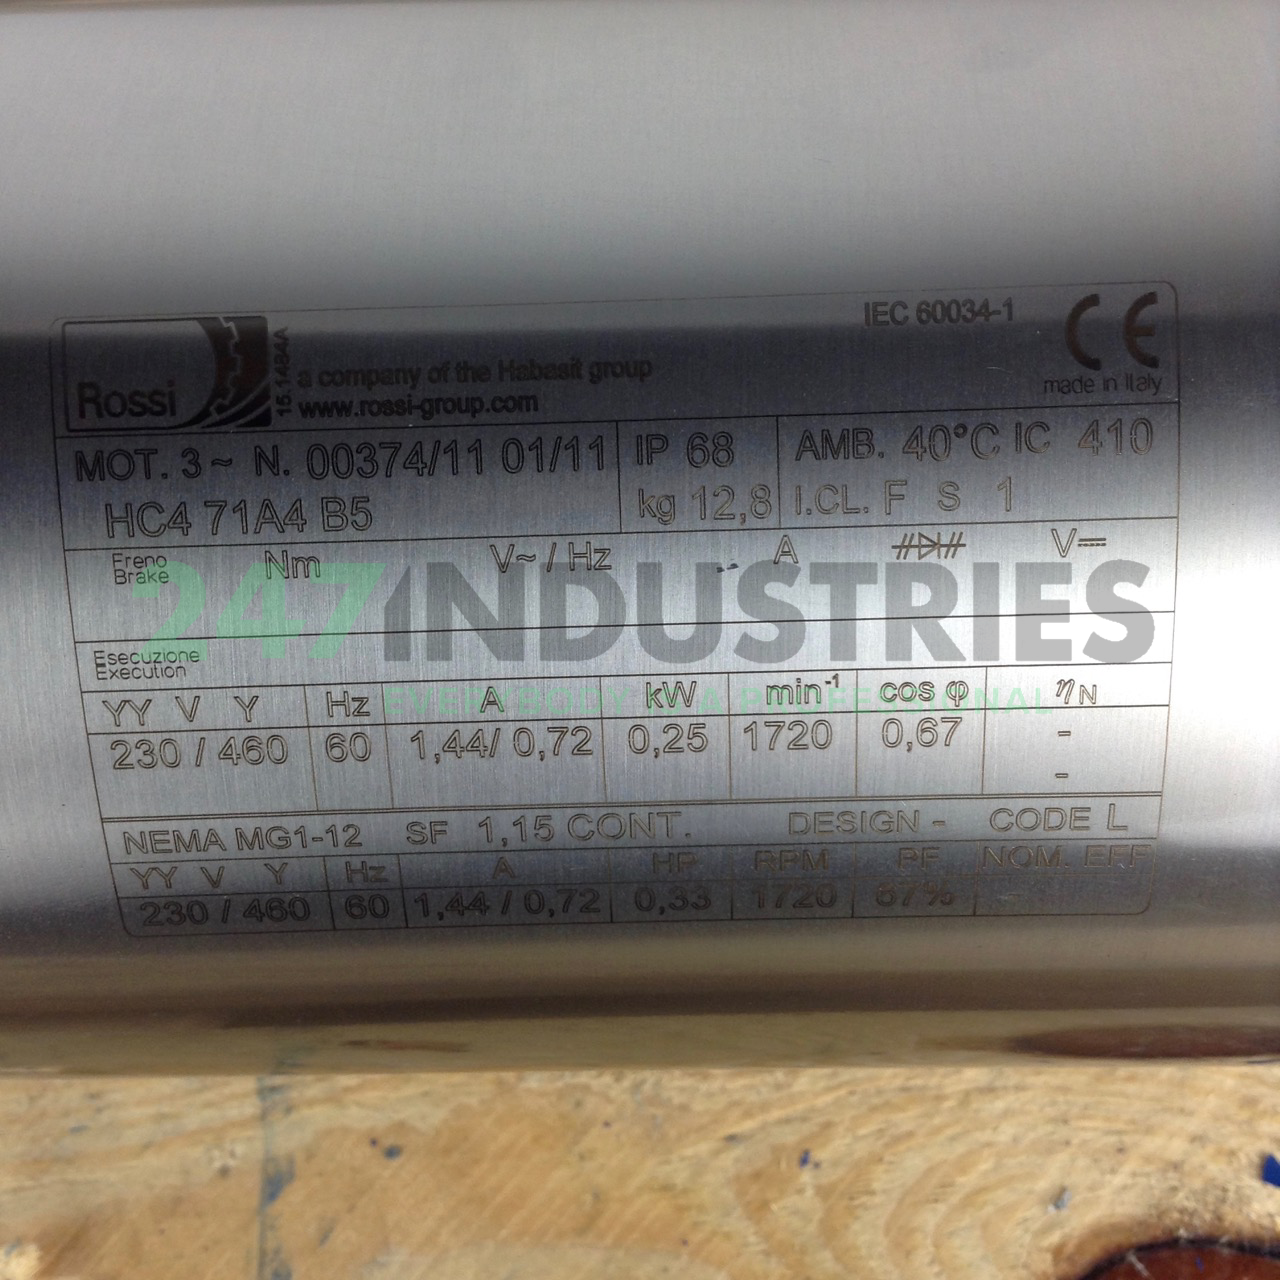 Rossi
151484A
a company of the Habasit group
www.rossi-group.com
IEC 60034-1
CE
made in Italy
MOT. 3~ N. 00374/11 01/11
HC4 71A4 B5
IP 68
kg 12,8
AMB. 40°C IC 410
I.CL. F S 1
Freno
Brake
Nm V~ / Hz A V
247 INDUSTRIES
EVERYBODY IS A PROFESSIONAL
Esecuzione
Execution
YY V Y Hz A kW min-1 cos φ ηN
230 / 460 60 1,44/ 0,72 0,25 1720 0,67 -
-
NEMA MG1-12 SF 1,15 CONT. DESIGN - CODE L
YY V Y Hz A HP RPM PF NOM. EFF
230 / 460 60 1,44 / 0,72 0,33 1720 67%